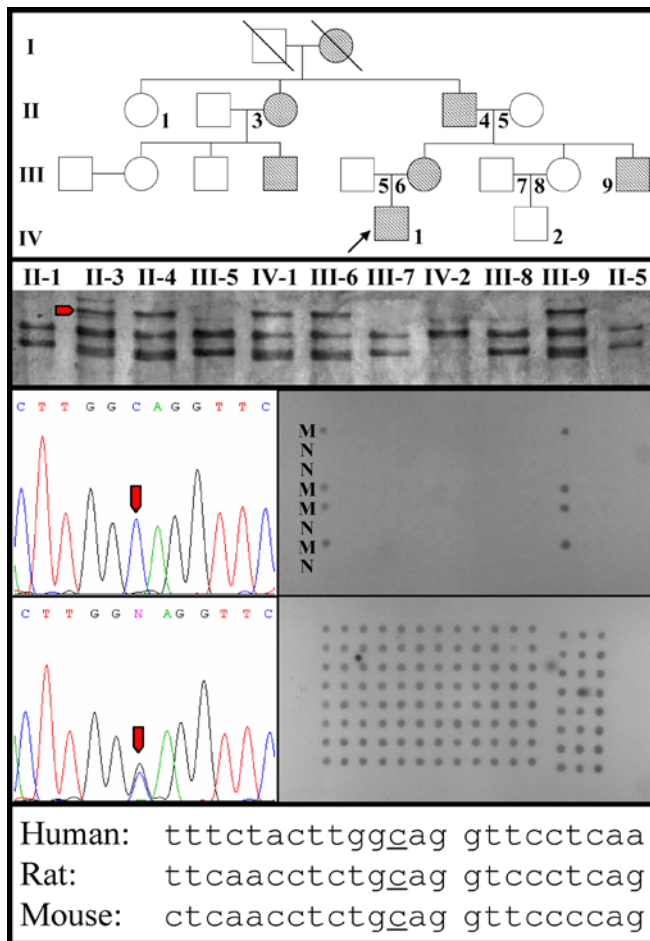 I
II
1
3
4
5
III
5
6
7
8
9
IV
1
2
II-1 II-3 II-4 III-5 IV-1 III-6 III-7 IV-2 III-8 III-9 II-5
C T T G G C A G G T T C
M
N
N
M
M
N
M
N
C T T G G N A G G T T C
Human: tttctacttggcag gttcctcaa
Rat: ttcaacctctgcag gtccctcag
Mouse: ctcaacctctgcag gttccccag